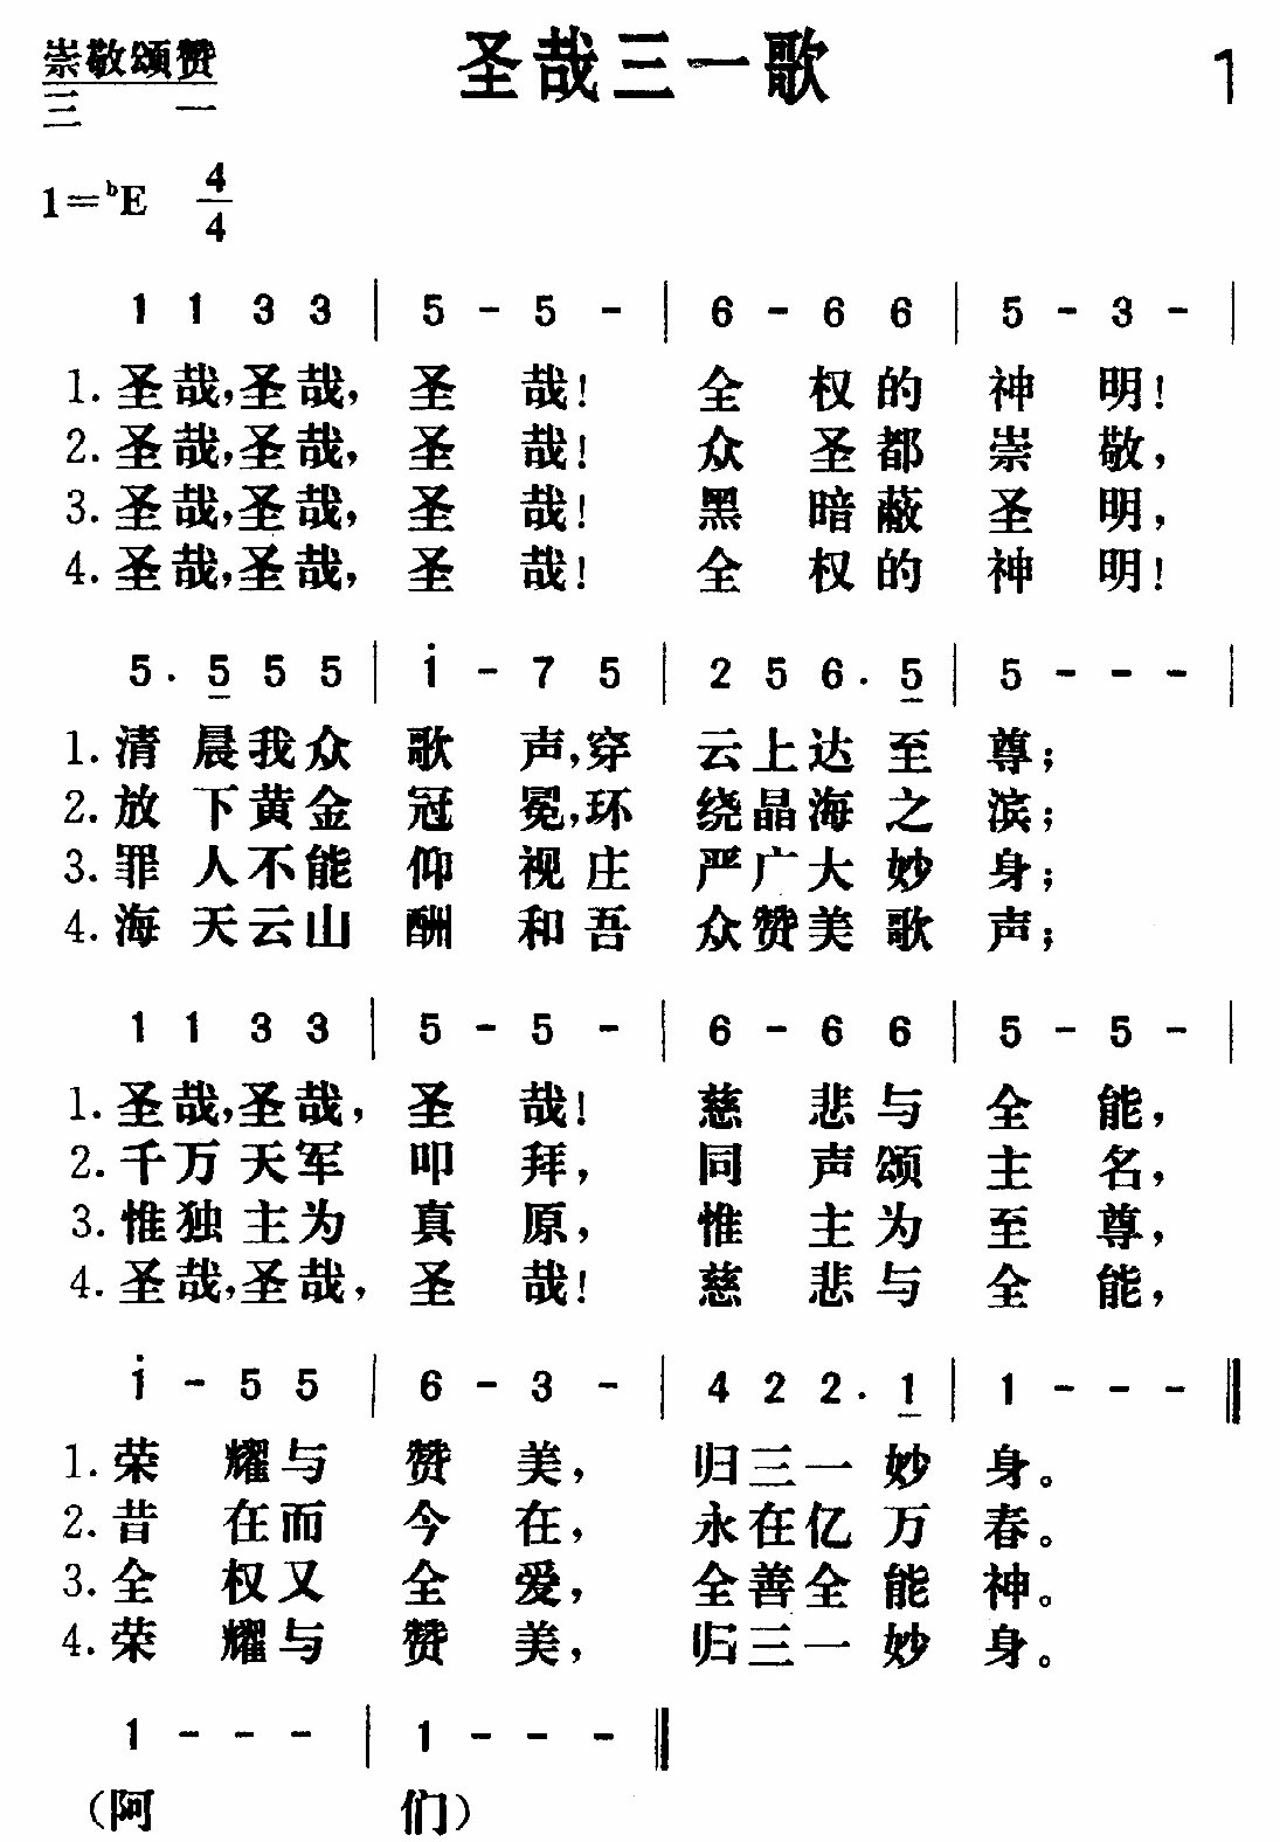 崇敬颂赞 圣哉三一歌 1
三一
1=ᵇE 4/4
1 1 3 3 | 5 - 5 - | 6 - 6 6 | 5 - 3 - |
1.圣哉,圣哉,圣哉!全权的神明!
2.圣哉,圣哉,圣哉!众圣都崇敬,
3.圣哉,圣哉,圣哉!黑暗蔽圣明,
4.圣哉,圣哉,圣哉!全权的神明!
5. 5̲ 5 5 | i̇ - 7 5 | 2 5 6. 5̲ | 5 - - - |
1.清晨我众歌声,穿云上达至尊;
2.放下黄金冠冕,环绕晶海之滨;
3.罪人不能仰视庄严广大妙身;
4.海天云山酬和吾众赞美歌声;
1 1 3 3 | 5 - 5 - | 6 - 6 6 | 5 - 5 - |
1.圣哉,圣哉,圣哉!慈悲与全能,
2.千万天军叩拜,同声颂主名,
3.惟独主为真原,惟主为至尊,
4.圣哉,圣哉,圣哉!慈悲与全能,
i̇ - 5 5 | 6 - 3 - | 4 2 2. 1̲ | 1 - - - ‖
1.荣耀与赞美,归三一妙身。
2.昔在而今在,永在亿万春。
3.全权又全爱,全善全能神。
4.荣耀与赞美,归三一妙身。
1 - - - | 1 - - - ‖
(阿们)